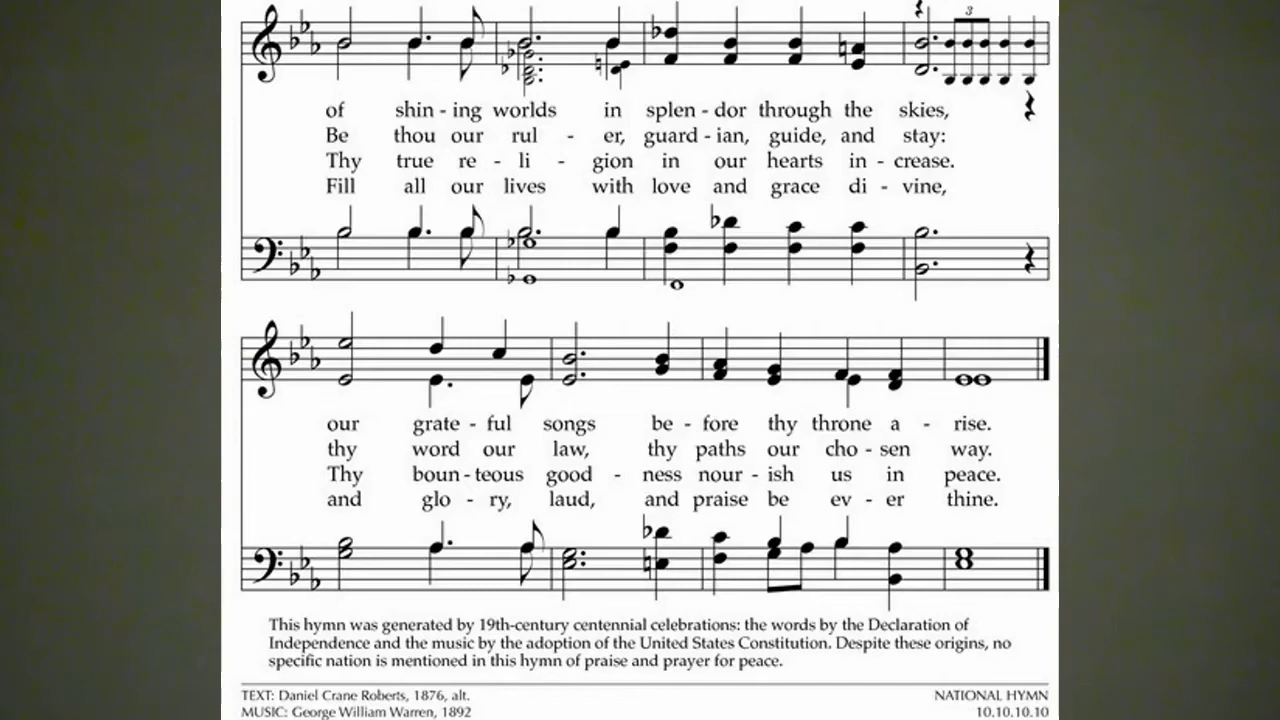 3
of shin - ing worlds in splen - dor through the skies,
Be thou our rul - er, guard - ian, guide, and stay:
Thy true re - li - gion in our hearts in - crease.
Fill all our lives with love and grace di - vine,
our grate - ful songs be - fore thy throne a - rise.
thy word our law, thy paths our cho - sen way.
Thy boun - teous good - ness nour - ish us in peace.
and glo - ry, laud, and praise be ev - er thine.
This hymn was generated by 19th-century centennial celebrations: the words by the Declaration of
Independence and the music by the adoption of the United States Constitution. Despite these origins, no
specific nation is mentioned in this hymn of praise and prayer for peace.
TEXT: Daniel Crane Roberts, 1876, alt.
MUSIC: George William Warren, 1892
NATIONAL HYMN
10.10.10.10